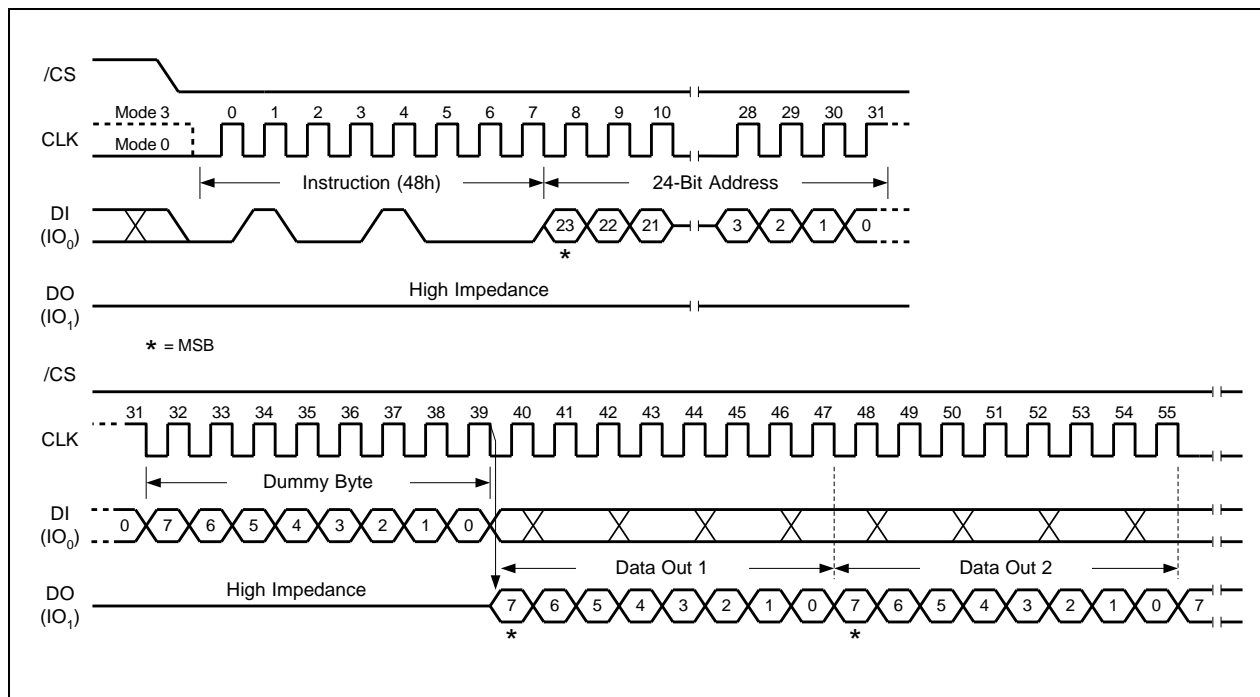 /CS
Mode 3
0 1 2 3 4 5 6 7 8 9 10 28 29 30 31
CLK
Mode 0
Instruction (48h) 24-Bit Address
DI
(IO0)
23 22 21 3 2 1 0
*
High Impedance
DO
(IO1)
* = MSB
/CS
31 32 33 34 35 36 37 38 39 40 41 42 43 44 45 46 47 48 49 50 51 52 53 54 55
CLK
Dummy Byte
DI
(IO0)
0 7 6 5 4 3 2 1 0
Data Out 1 Data Out 2
High Impedance
DO
(IO1)
7 6 5 4 3 2 1 0 7 6 5 4 3 2 1 0 7
* *